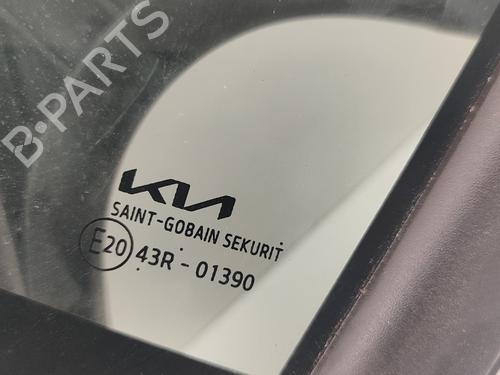 B-PARTS
KIA
SAINT-GOBAIN SEKURIT
E20 43R - 01390